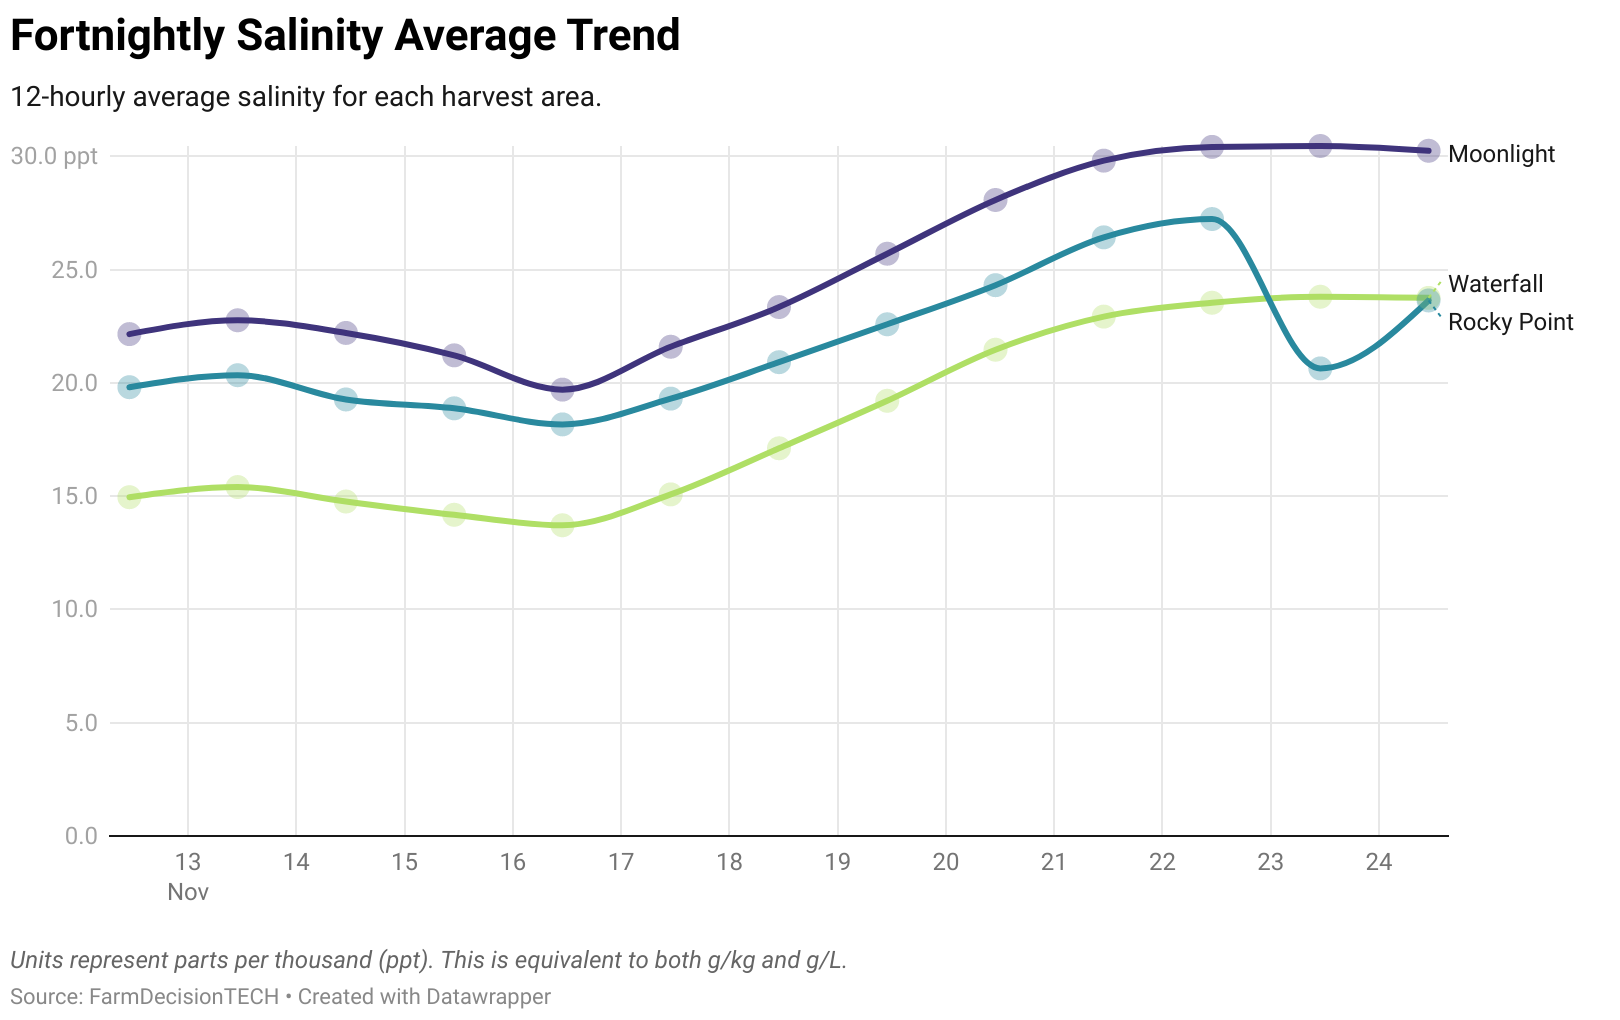 Fortnightly Salinity Average Trend
12-hourly average salinity for each harvest area.
30.0 ppt
25.0
20.0
15.0
10.0
5.0
0.0
Moonlight
Waterfall
Rocky Point
13 14 15 16 17 18 19 20 21 22 23 24
Nov
Units represent parts per thousand (ppt). This is equivalent to both g/kg and g/L.
Source: FarmDecisionTECH • Created with Datawrapper